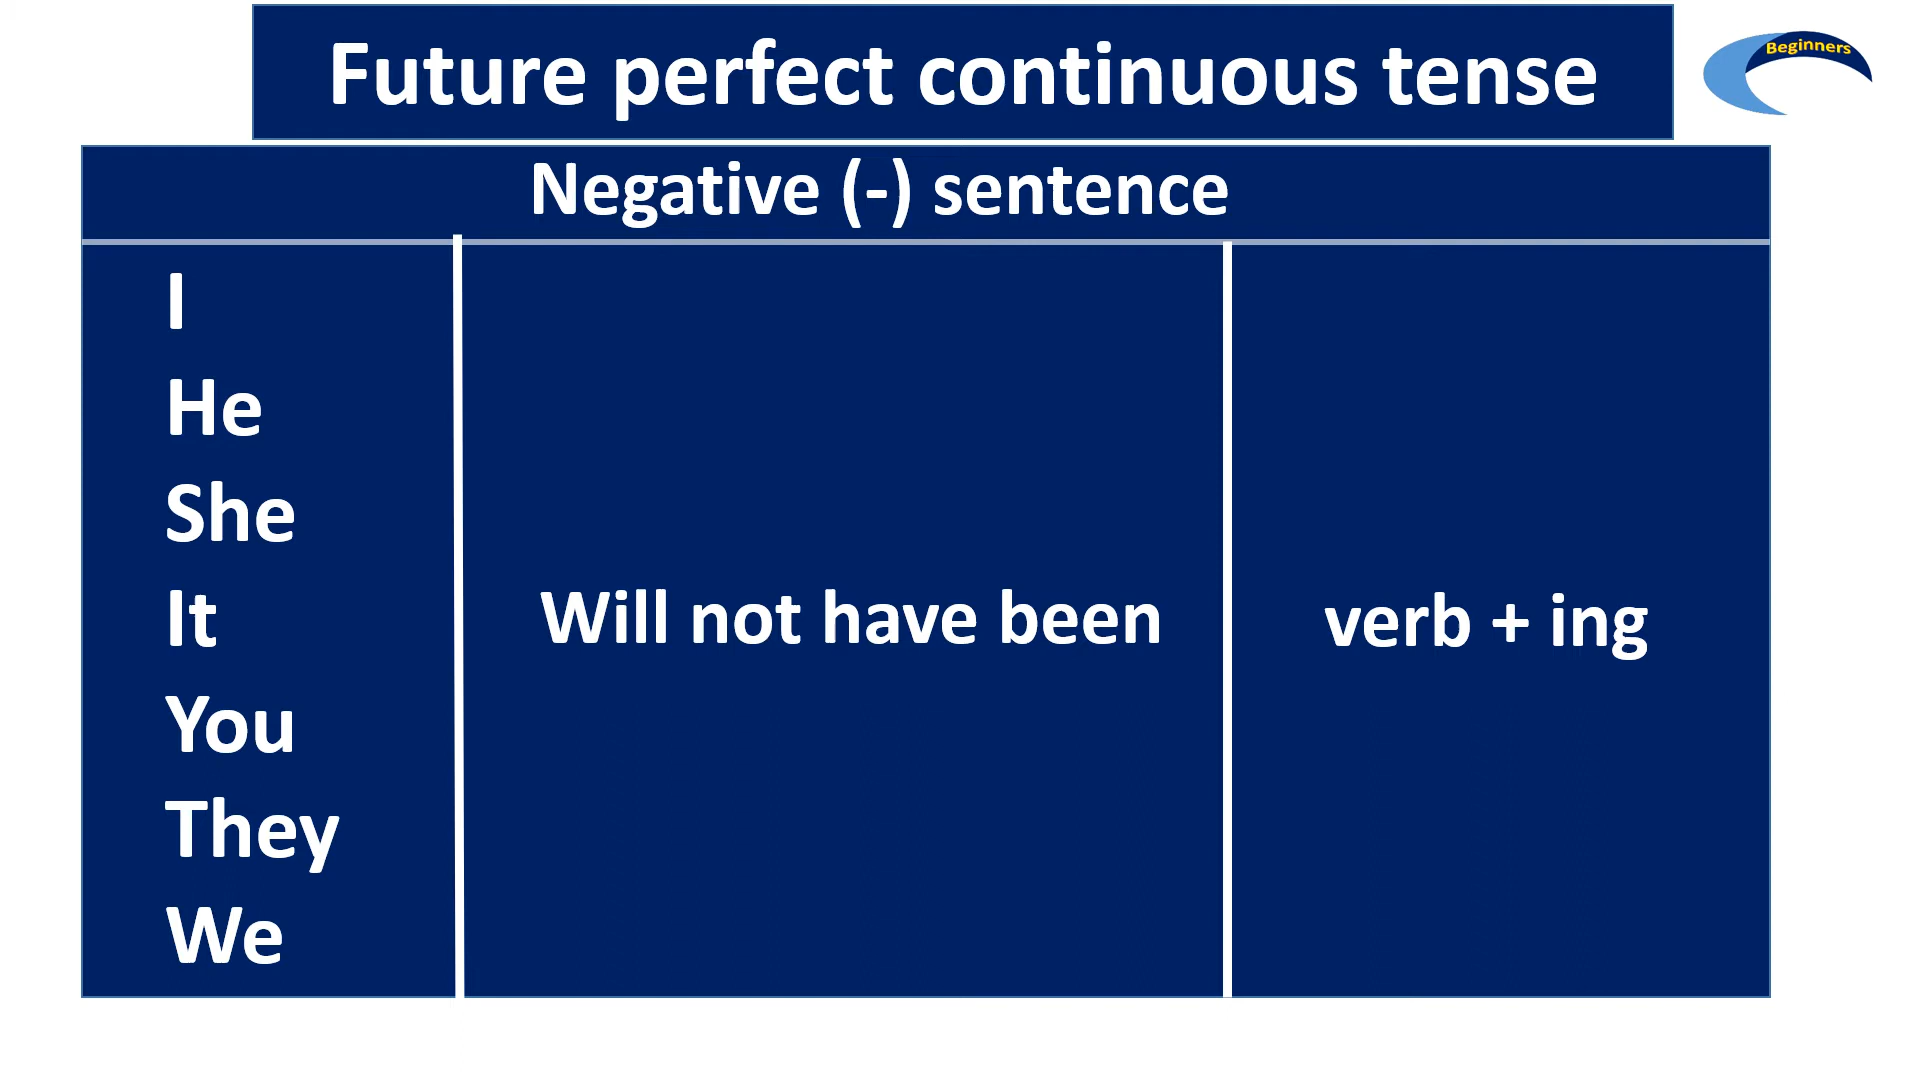 Future perfect continuous tense
Beginners
Negative (-) sentence
I
He
She
It
Will not have been
verb + ing
You
They
We